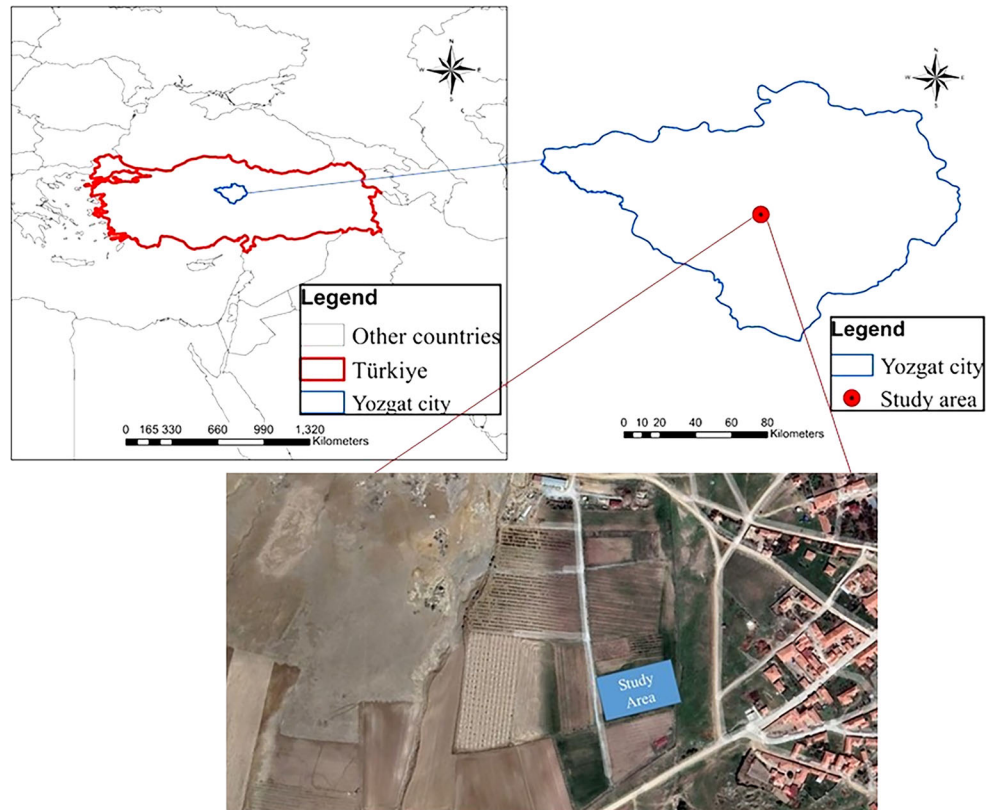 N
W E
S
Legend
Other countries
Türkiye
Yozgat city
0 165 330 660 990 1,320
Kilometers
N
W E
S
Legend
Yozgat city
Study area
0 10 20 40 60 80
Kilometers
Study
Area